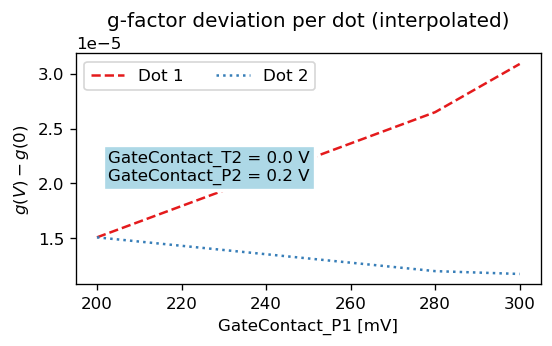 g-factor deviation per dot (interpolated)
1e−5
Dot 1
Dot 2
GateContact_T2 = 0.0 V
GateContact_P2 = 0.2 V
3.0
2.5
2.0
1.5
g(V) − g(0)
200 220 240 260 280 300
GateContact_P1 [mV]